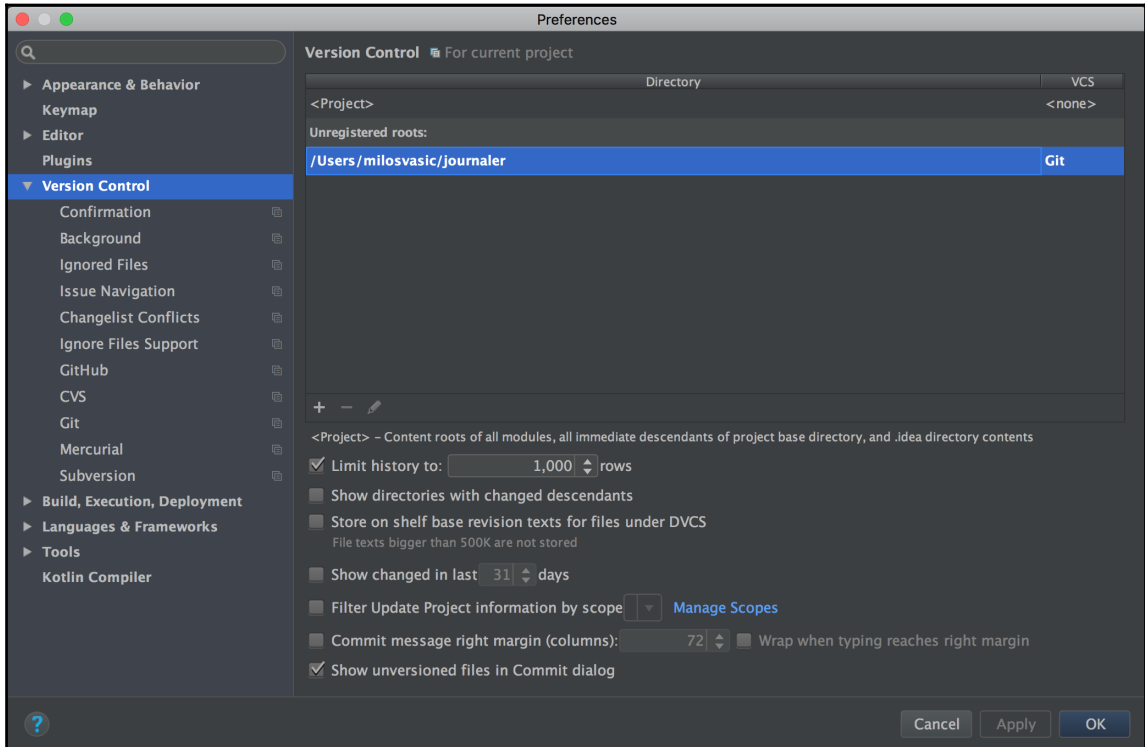 Preferences
Appearance & Behavior
Keymap
Editor
Plugins
Version Control
Confirmation
Background
Ignored Files
Issue Navigation
Changelist Conflicts
Ignore Files Support
GitHub
CVS
Git
Mercurial
Subversion
Build, Execution, Deployment
Languages & Frameworks
Tools
Kotlin Compiler
Version Control For current project
Directory VCS
<Project> <none>
Unregistered roots:
/Users/milosvasic/journaler Git
<Project> – Content roots of all modules, all immediate descendants of project base directory, and .idea directory contents
Limit history to: 1,000 rows
Show directories with changed descendants
Store on shelf base revision texts for files under DVCS
File texts bigger than 500K are not stored
Show changed in last 31 days
Filter Update Project information by scope Manage Scopes
Commit message right margin (columns): 72 Wrap when typing reaches right margin
Show unversioned files in Commit dialog
? Cancel Apply OK